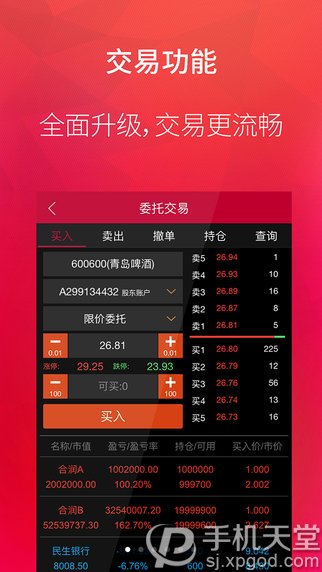 交易功能
全面升级,交易更流畅
委托交易
买入 卖出 撤单 持仓 查询
600600(青岛啤酒)
A299134432 股东账户
限价委托
0.01 26.81 0.01
涨停: 29.25 跌停: 23.93
100 可买:0 100
买入
卖5 26.94 1
卖4 26.93 10
卖3 26.89 16
卖2 26.87 1
卖1 26.81 5
买1 26.80 225
买2 26.79 12
买3 26.76 56
买4 26.74 13
买5 26.73 16
名称/市值 盈亏/盈亏率 持仓/可用 买入价/市价
合润A 1002000.00 1000000 1.000
2002000.00 100.20% 999700 2.002
合润B 32540007.20 19999900 1.000
52539737.30 162.70% 19999600 2.627
民生银行 9.042
8008.50 -6.76%
手机天堂
sj.xpgod.com